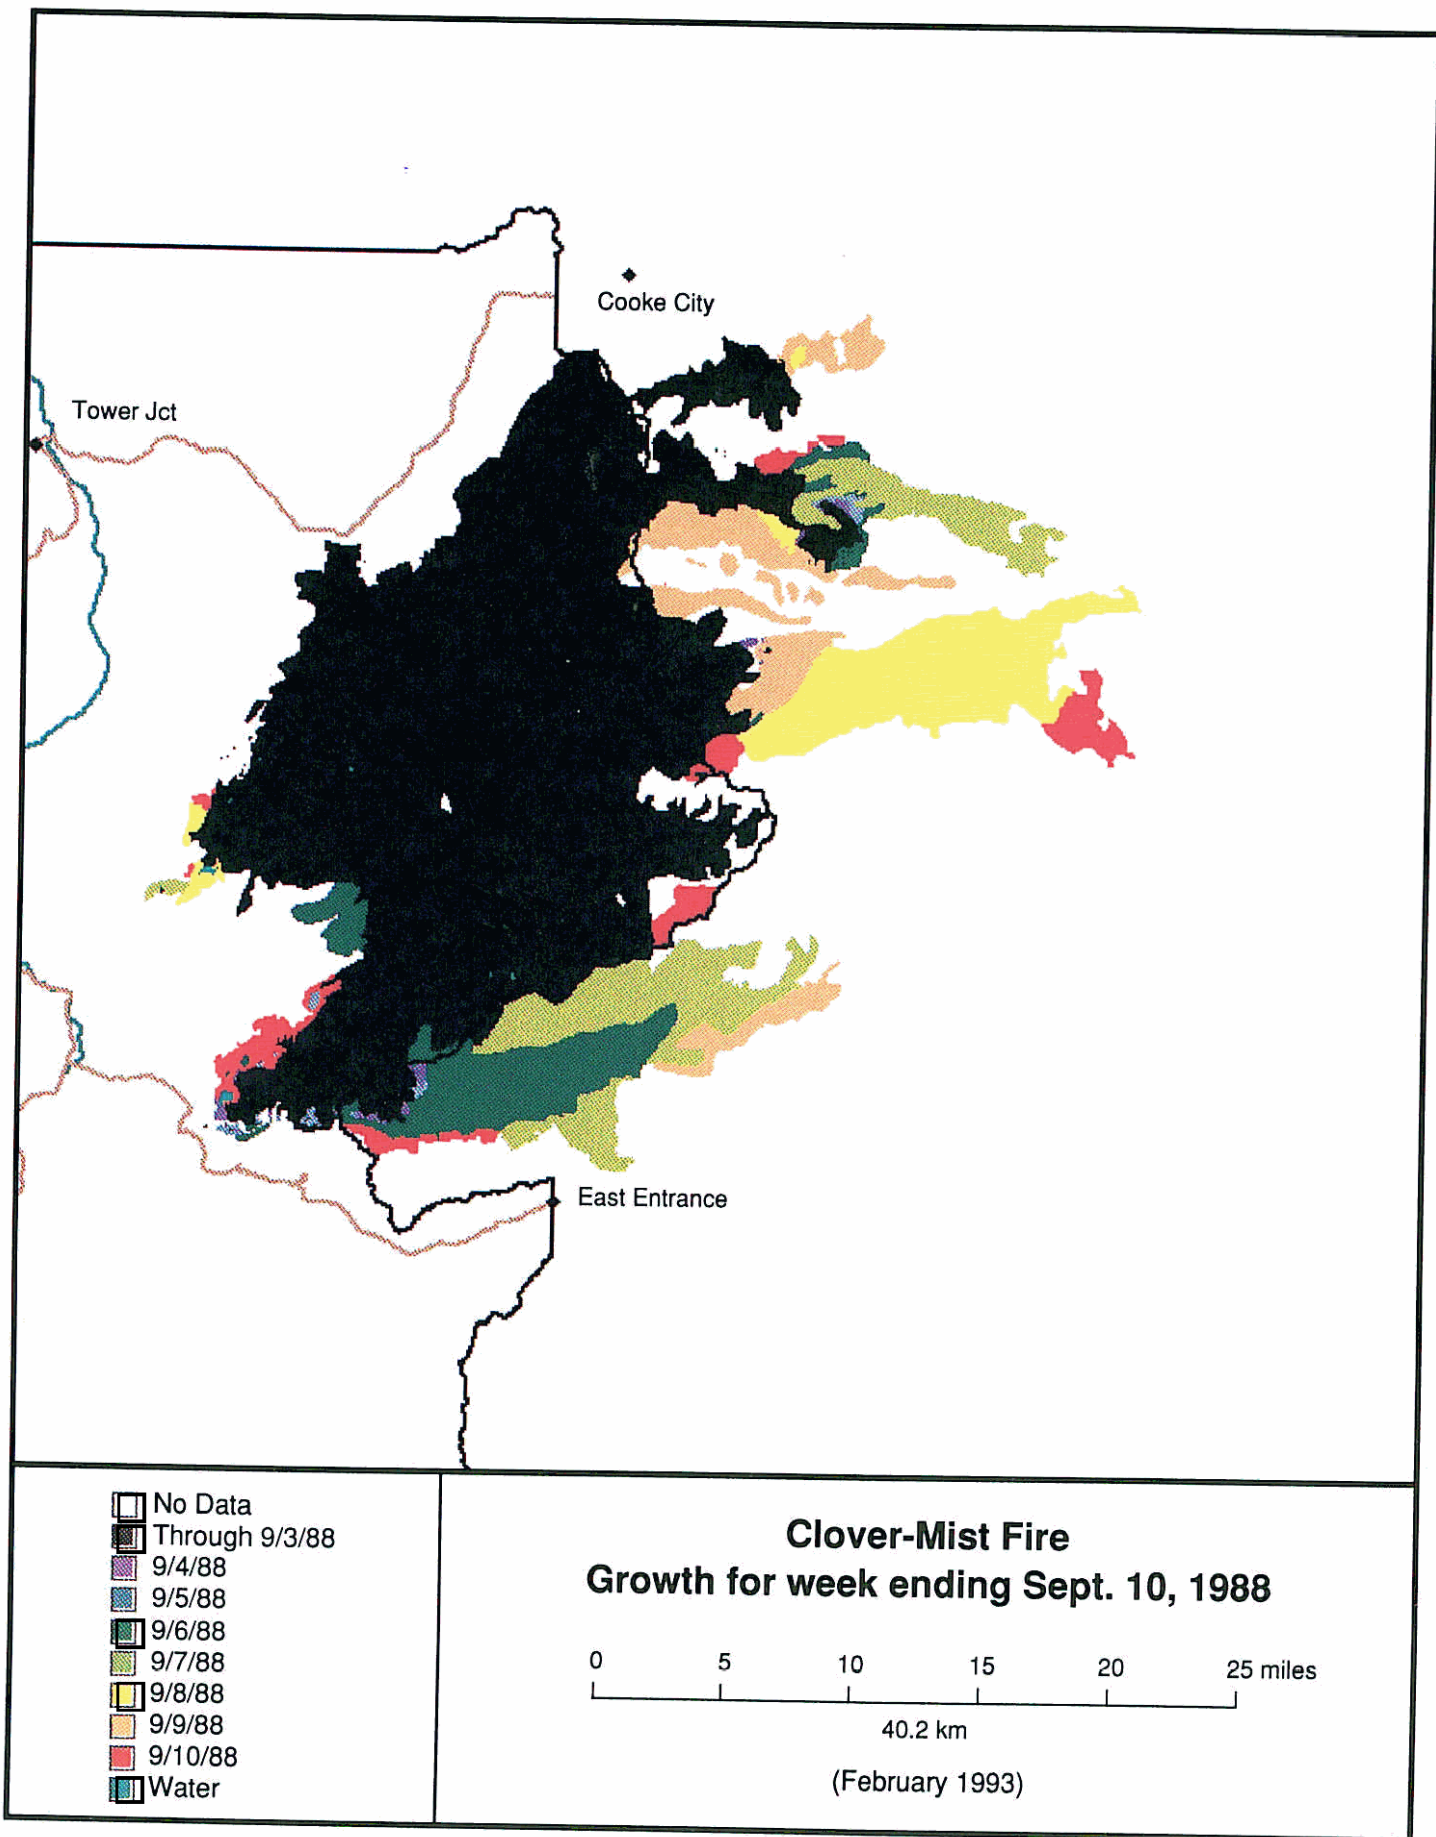 Cooke City
Tower Jct
East Entrance
No Data
Through 9/3/88
9/4/88
9/5/88
9/6/88
9/7/88
9/8/88
9/9/88
9/10/88
Water
Clover-Mist Fire
Growth for week ending Sept. 10, 1988
0 5 10 15 20 25 miles
40.2 km
(February 1993)